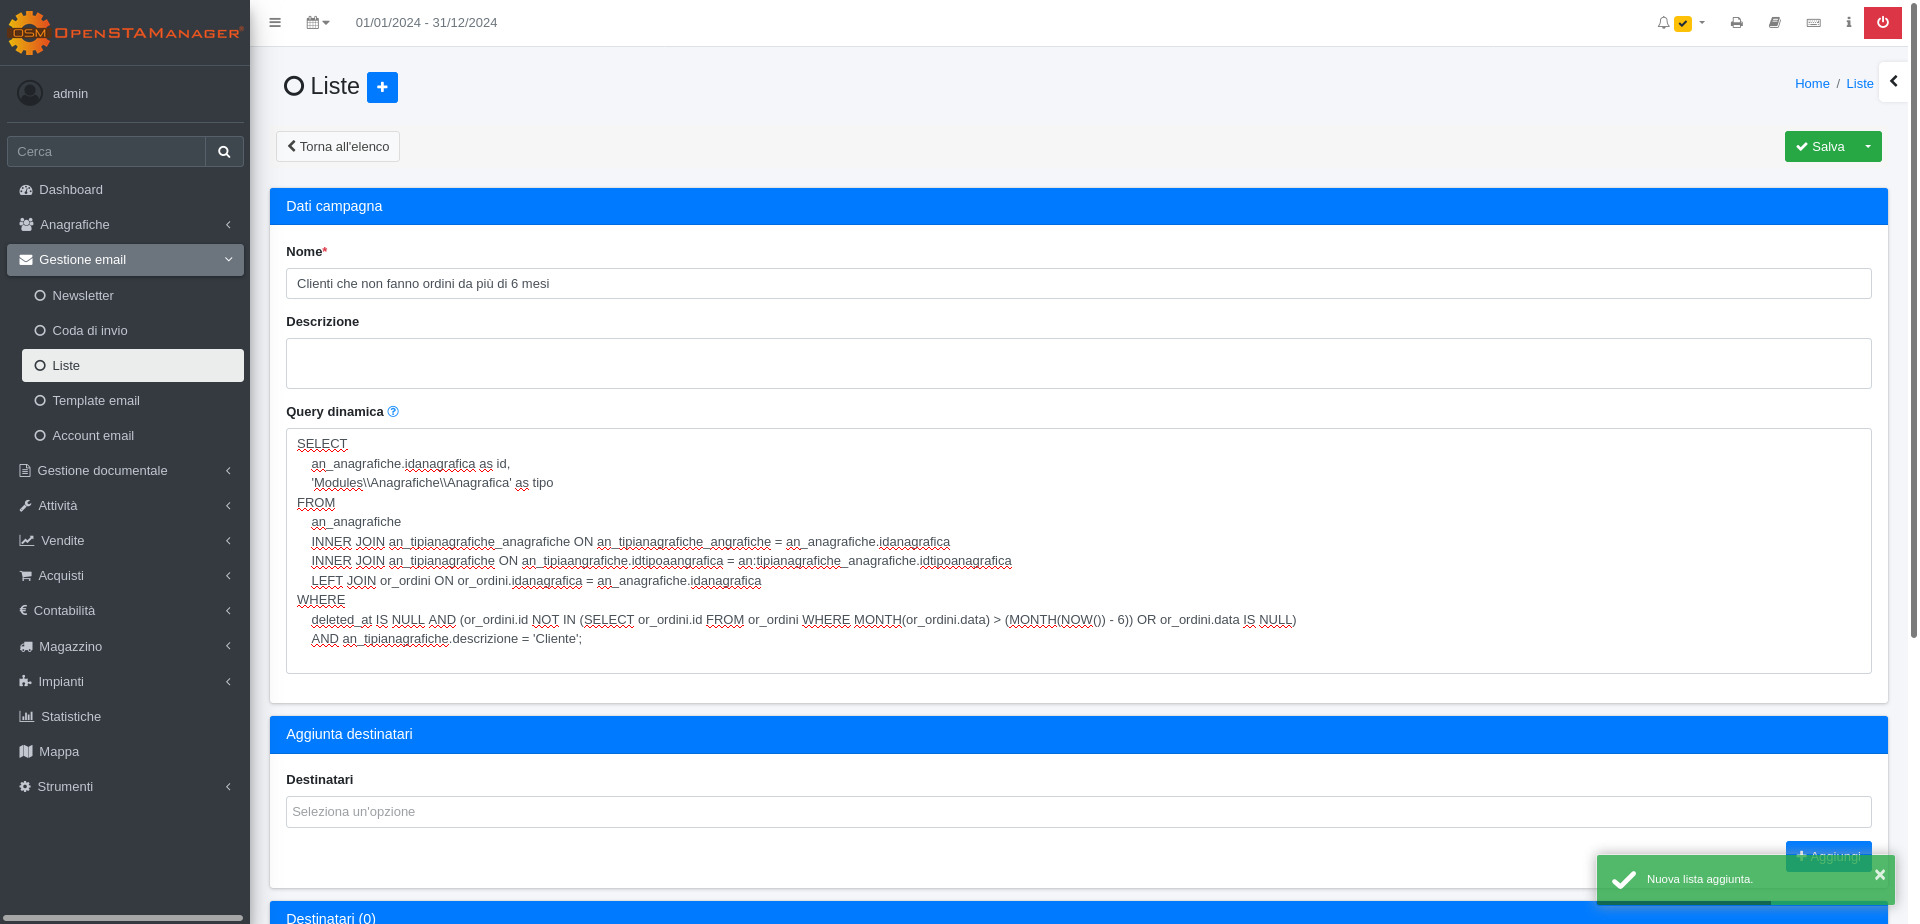 OSM OpenSTAManager®
01/01/2024 - 31/12/2024
admin
Cerca
Dashboard
Anagrafiche
Gestione email
Newsletter
Coda di invio
Liste
Template email
Account email
Gestione documentale
Attività
Vendite
Acquisti
Contabilità
Magazzino
Impianti
Statistiche
Mappa
Strumenti
Liste
Home / Liste
Torna all'elenco
Salva
Dati campagna
Nome*
Clienti che non fanno ordini da più di 6 mesi
Descrizione
Query dinamica
SELECT
an_anagrafiche.idanagrafica as id,
'Modules\\Anagrafiche\\Anagrafica' as tipo
FROM
an_anagrafiche
INNER JOIN an_tipianagrafiche_anagrafiche ON an_tipianagrafiche_angrafiche = an_anagrafiche.idanagrafica
INNER JOIN an_tipianagrafiche ON an_tipiaangrafiche.idtipoaangrafica = an:tipianagrafiche_anagrafiche.idtipoanagrafica
LEFT JOIN or_ordini ON or_ordini.idanagrafica = an_anagrafiche.idanagrafica
WHERE
deleted_at IS NULL AND (or_ordini.id NOT IN (SELECT or_ordini.id FROM or_ordini WHERE MONTH(or_ordini.data) > (MONTH(NOW()) - 6)) OR or_ordini.data IS NULL)
AND an_tipianagrafiche.descrizione = 'Cliente';
Aggiunta destinatari
Destinatari
Seleziona un'opzione
Aggiungi
Nuova lista aggiunta.
Destinatari (0)